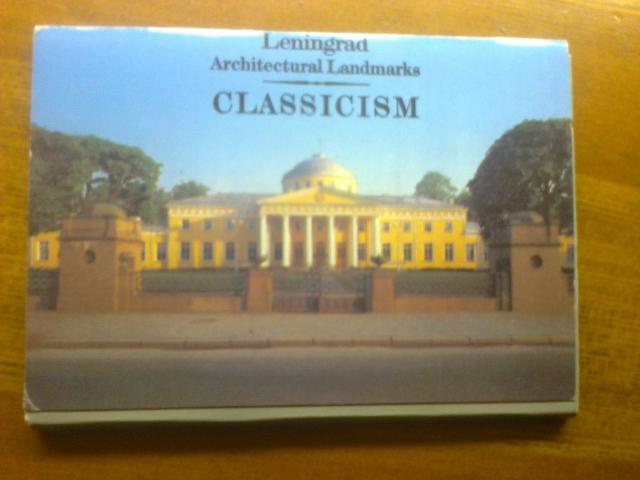 Leningrad
Architectural Landmarks
CLASSICISM